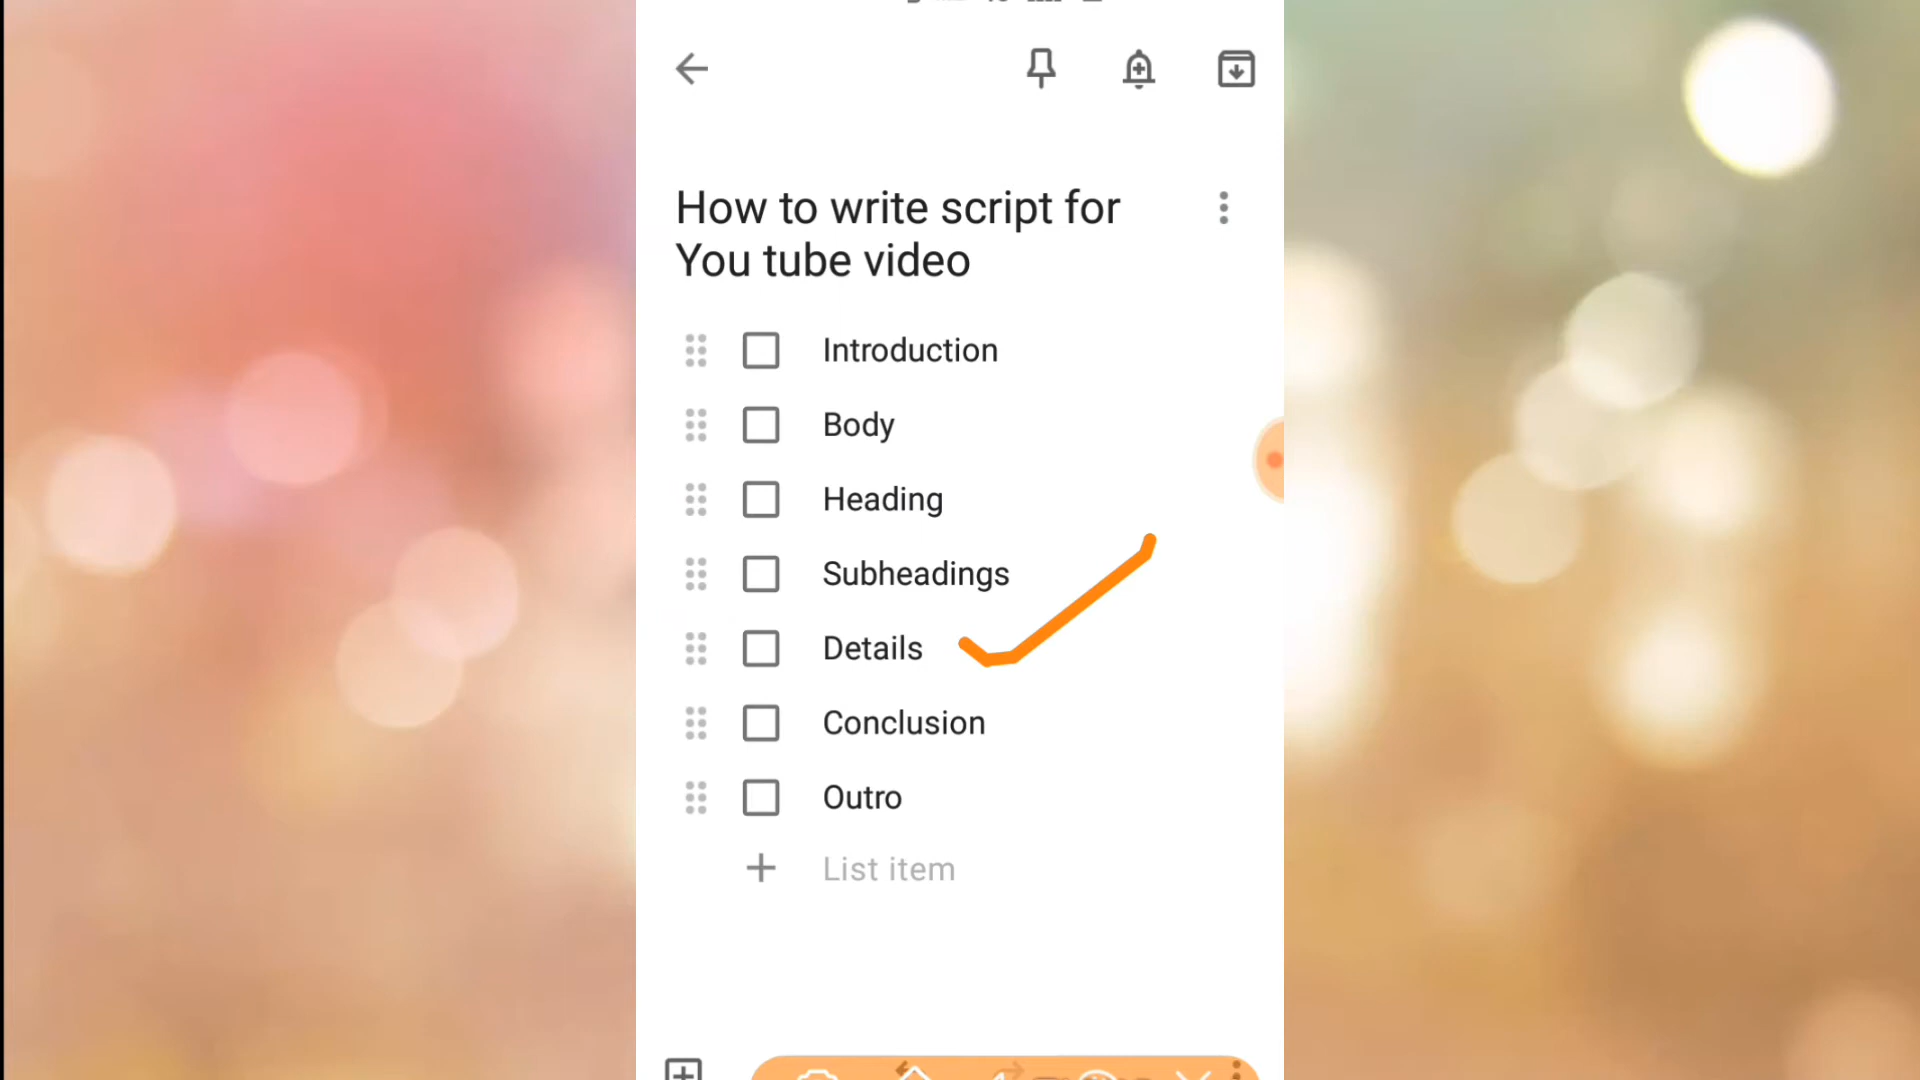 How to write script for
You tube video
Introduction
Body
Heading
Subheadings
Details
Conclusion
Outro
List item